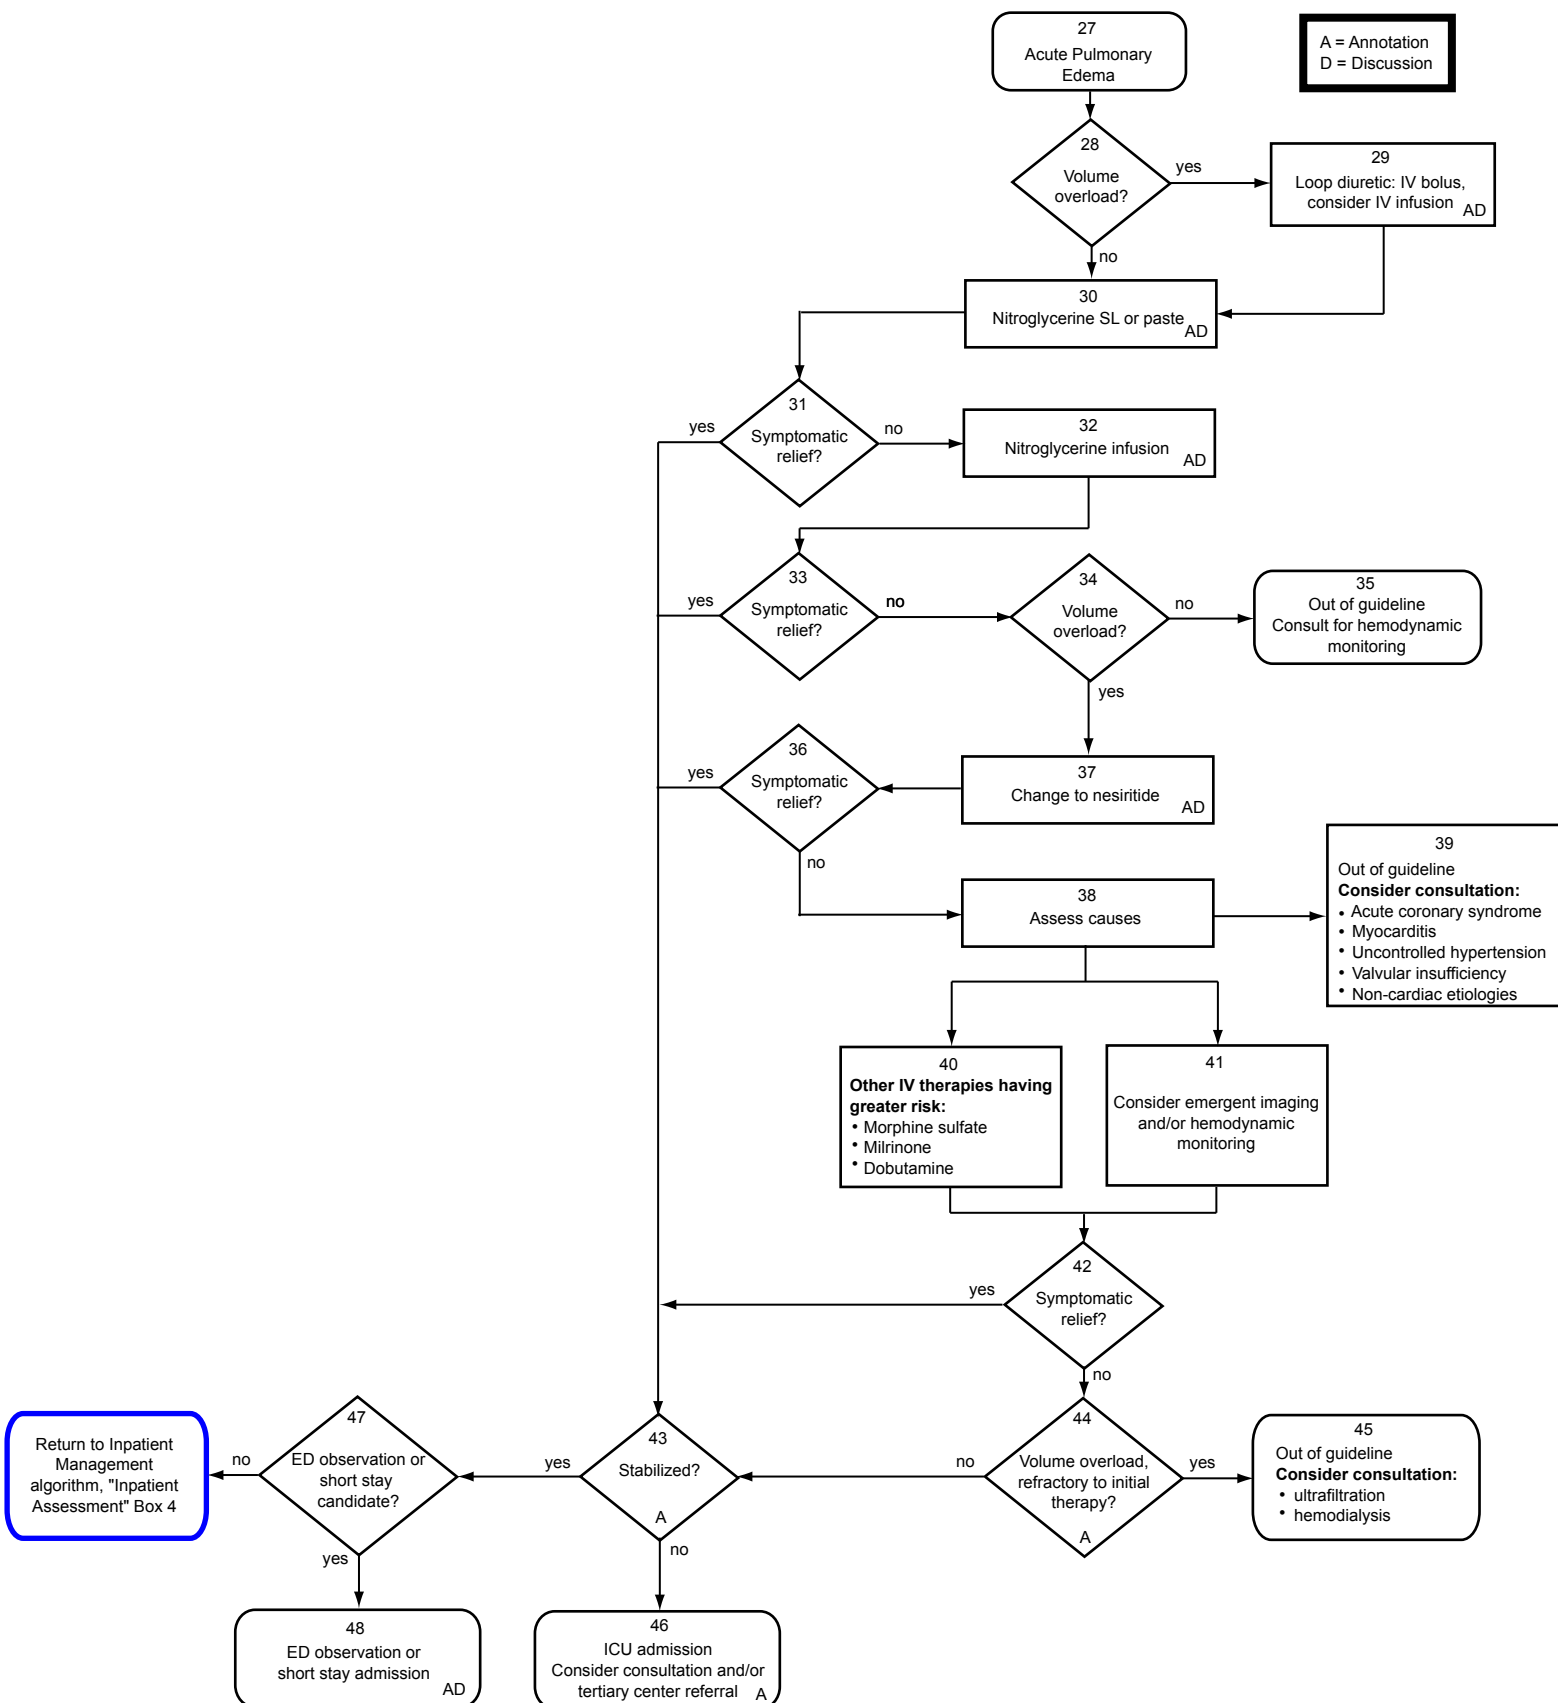 27
Acute Pulmonary
Edema
A = Annotation
D = Discussion
28
Volume
overload?
yes
no
29
Loop diuretic: IV bolus,
consider IV infusion
AD
30
Nitroglycerine SL or paste
AD
31
Symptomatic
relief?
yes
no
32
Nitroglycerine infusion
AD
33
Symptomatic
relief?
yes
no
34
Volume
overload?
no
yes
35
Out of guideline
Consult for hemodynamic
monitoring
36
Symptomatic
relief?
yes
no
37
Change to nesiritide
AD
38
Assess causes
39
Out of guideline
Consider consultation:
• Acute coronary syndrome
• Myocarditis
• Uncontrolled hypertension
• Valvular insufficiency
• Non-cardiac etiologies
40
Other IV therapies having
greater risk:
• Morphine sulfate
• Milrinone
• Dobutamine
41
Consider emergent imaging
and/or hemodynamic
monitoring
42
Symptomatic
relief?
yes
no
44
Volume overload,
refractory to initial
therapy?
A
no
yes
45
Out of guideline
Consider consultation:
• ultrafiltration
• hemodialysis
43
Stabilized?
A
yes
no
47
ED observation or
short stay
candidate?
no
yes
Return to Inpatient
Management
algorithm, "Inpatient
Assessment" Box 4
48
ED observation or
short stay admission
AD
46
ICU admission
Consider consultation and/or
tertiary center referral
A